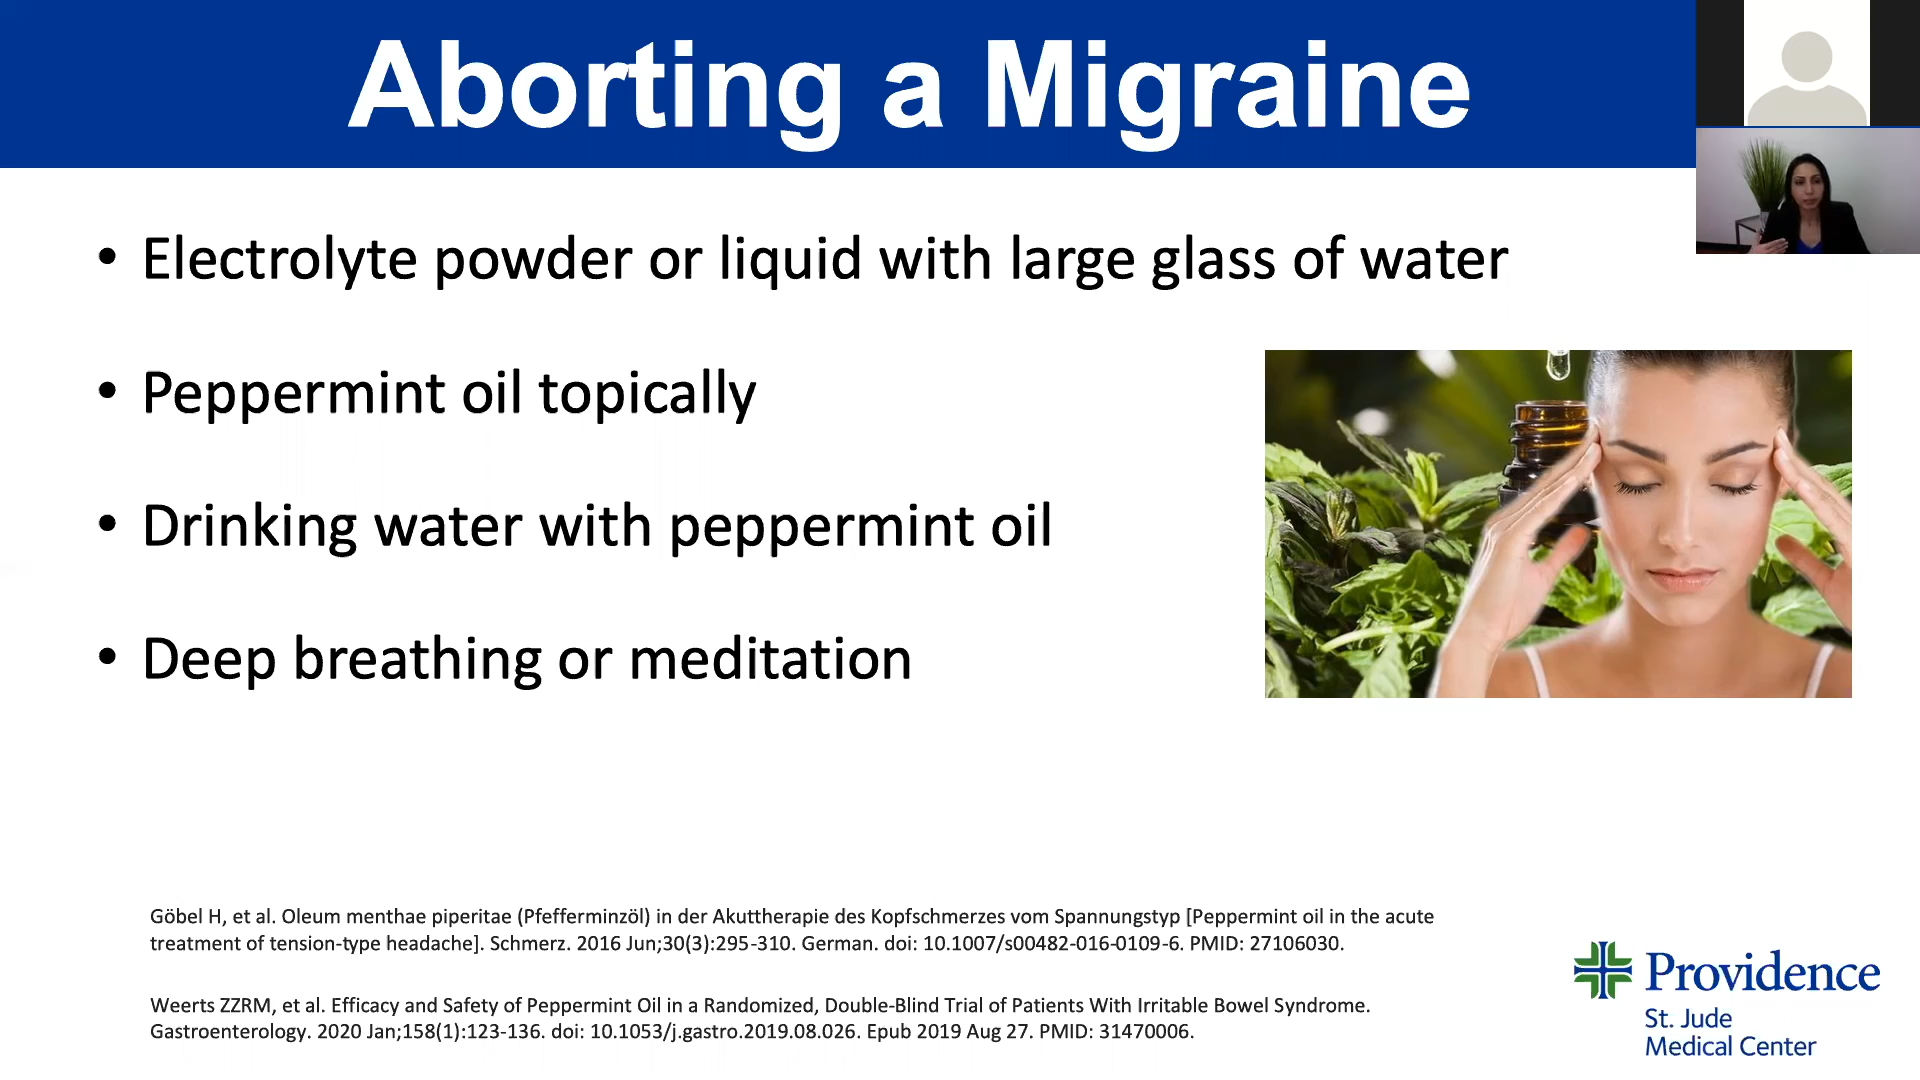 Aborting a Migraine
• Electrolyte powder or liquid with large glass of water
• Peppermint oil topically
• Drinking water with peppermint oil
• Deep breathing or meditation
Göbel H, et al. Oleum menthae piperitae (Pfefferminzöl) in der Akuttherapie des Kopfschmerzes vom Spannungstyp [Peppermint oil in the acute
treatment of tension-type headache]. Schmerz. 2016 Jun;30(3):295-310. German. doi: 10.1007/s00482-016-0109-6. PMID: 27106030.
Weerts ZZRM, et al. Efficacy and Safety of Peppermint Oil in a Randomized, Double-Blind Trial of Patients With Irritable Bowel Syndrome.
Gastroenterology. 2020 Jan;158(1):123-136. doi: 10.1053/j.gastro.2019.08.026. Epub 2019 Aug 27. PMID: 31470006.
Providence
St. Jude
Medical Center